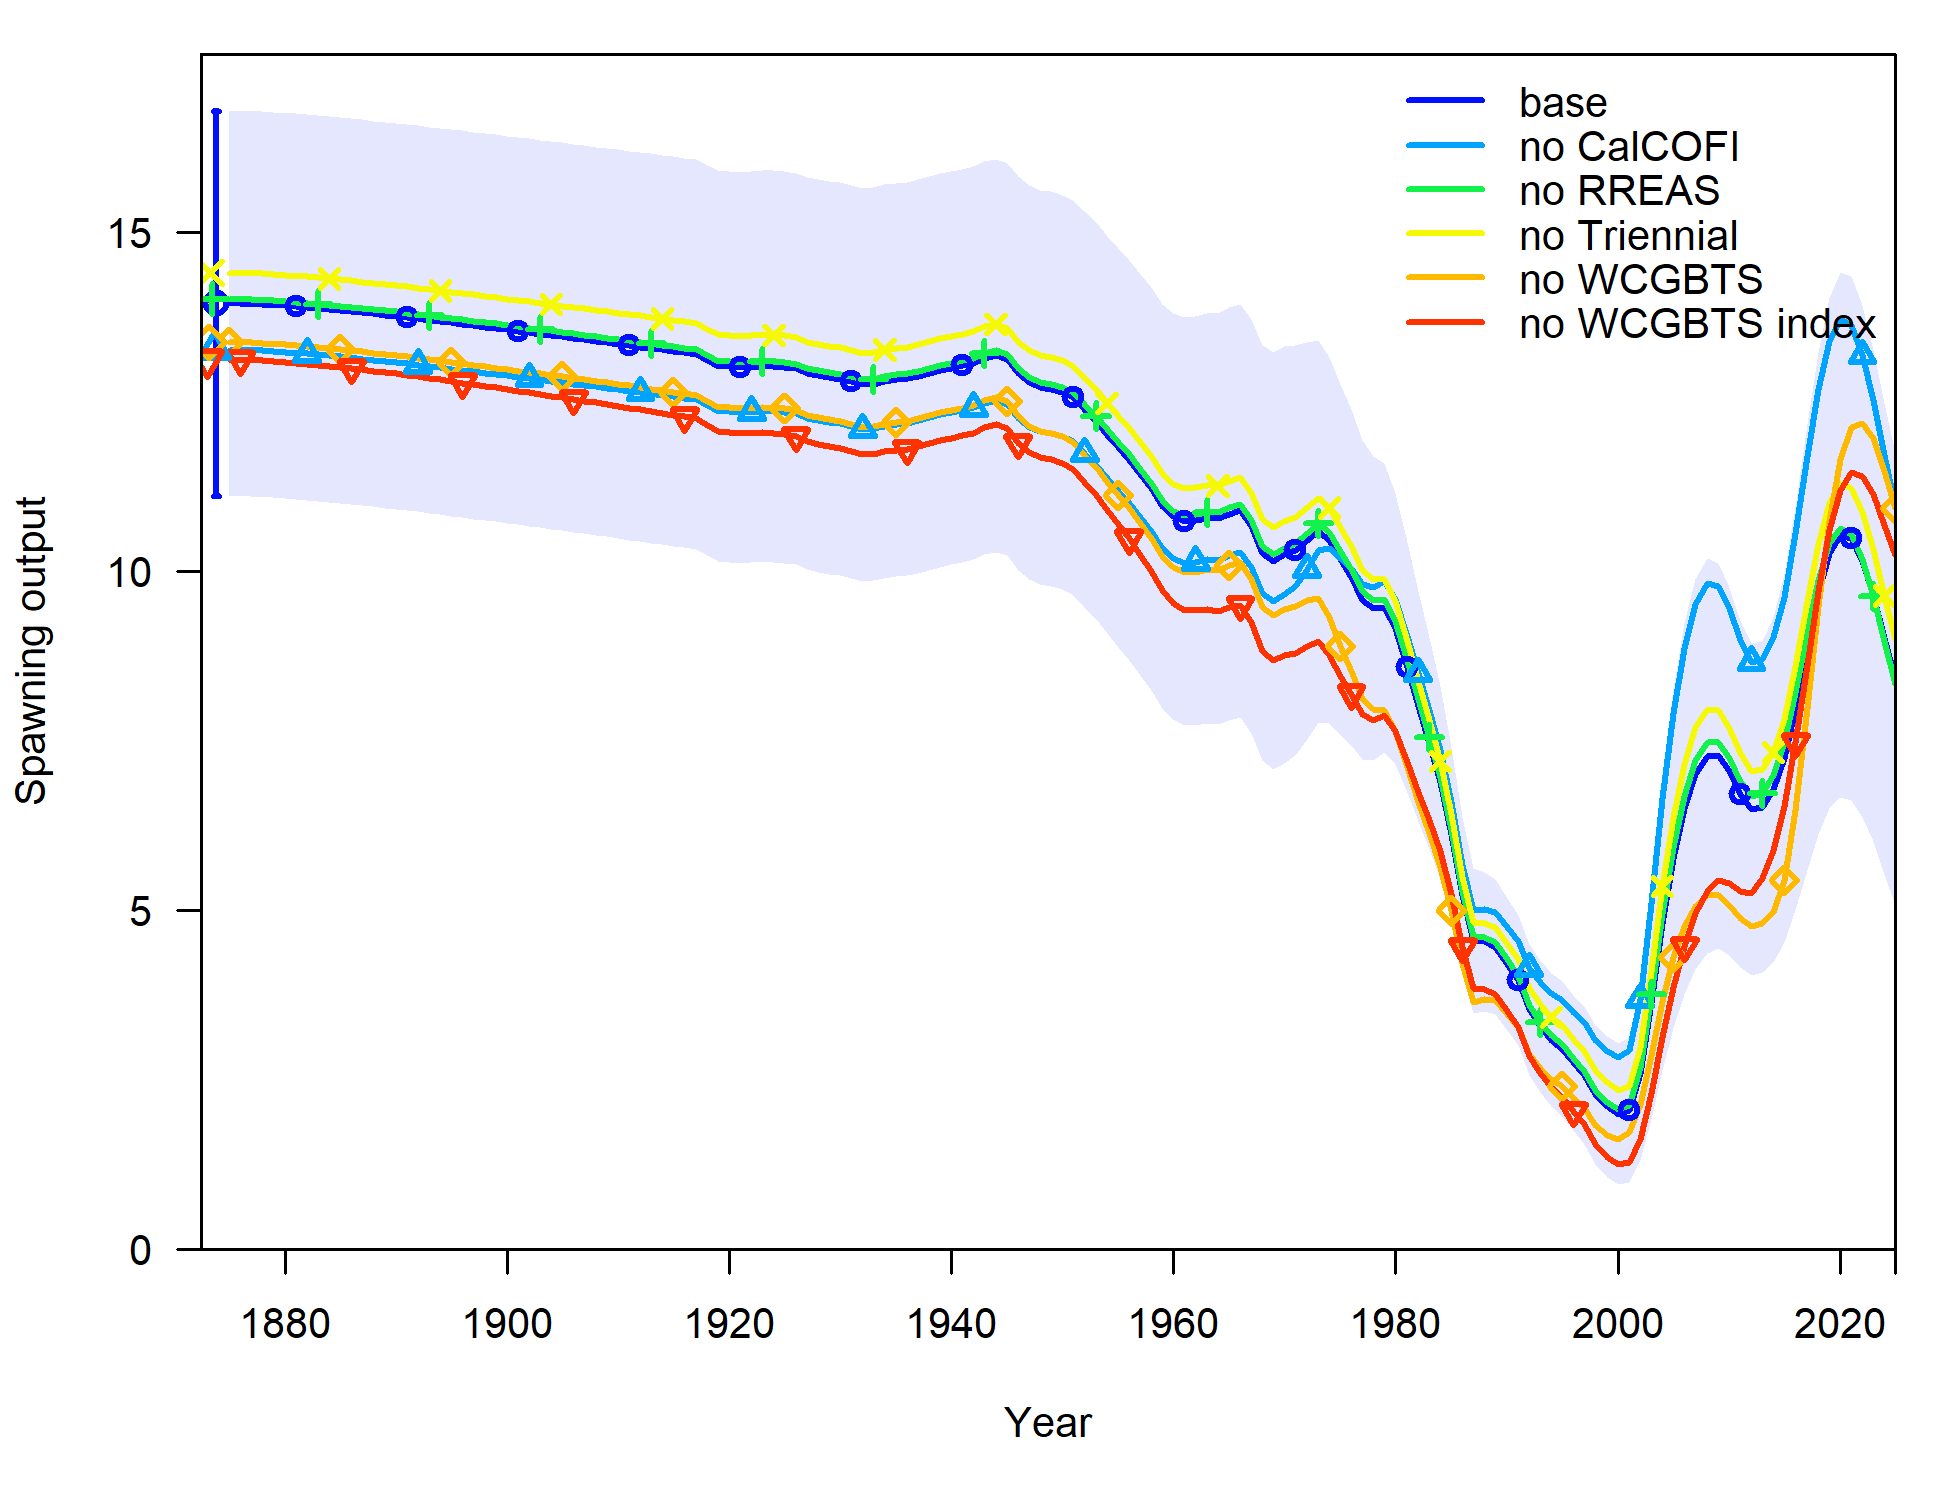 base
no CalCOFI
no RREAS
no Triennial
no WCGBTS
no WCGBTS index
15
10
5
0
Spawning output
1880 1900 1920 1940 1960 1980 2000 2020
Year